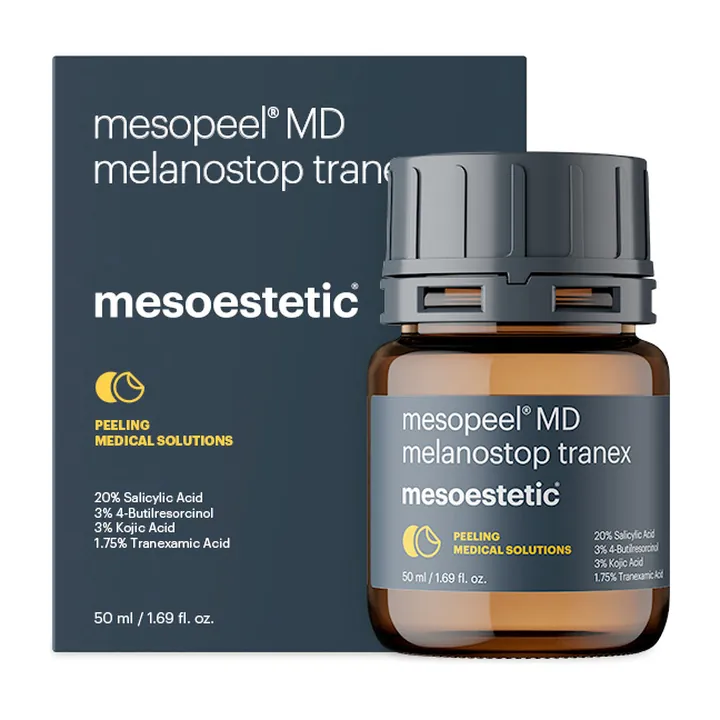 mesopeel® MD
melanostop trane
mesoestetic®
PEELING
MEDICAL SOLUTIONS
20% Salicylic Acid
3% 4-Butilresorcinol
3% Kojic Acid
1.75% Tranexamic Acid
50 ml / 1.69 fl. oz.
mesopeel® MD
melanostop tranex
mesoestetic®
PEELING
MEDICAL SOLUTIONS
20% Salicylic Acid
3% 4-Butilresorcinol
3% Kojic Acid
1.75% Tranexamic Acid
50 ml / 1.69 fl. oz.